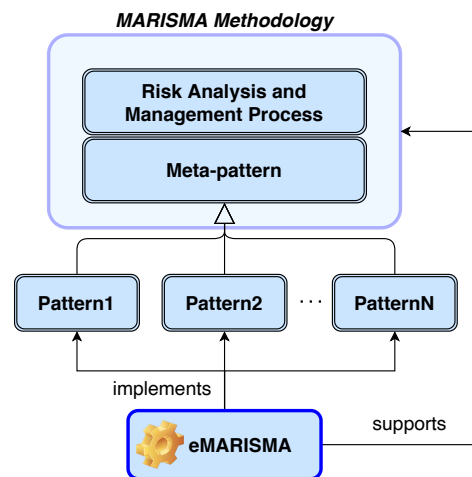 MARISMA Methodology
Risk Analysis and
Management Process
Meta-pattern
Pattern1
Pattern2
···
PatternN
implements
eMARISMA
supports